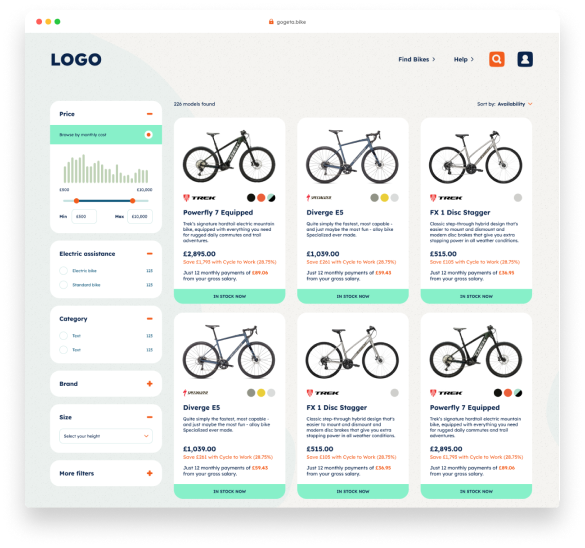 gogeta.bike
LOGO
Find Bikes
Help
226 models found
Sort by: Availability
Price
Browse by monthly cost
£500 £10,000
Min £500 Max £10,000
Electric assistance
Electric bike 123
Standard bike 123
Category
Text 123
Text 123
Brand
Size
Select your height
More filters
TREK
Powerfly 7 Equipped
Trek's signature hardtail electric mountain
bike, equipped with everything you need
for rugged daily commutes and trail
adventures.
£2,895.00
Save £1,793 with Cycle to Work (28.75%)
Just 12 monthly payments of £89.06
from your gross salary.
IN STOCK NOW
SPECIALIZED
Diverge E5
Quite simply the fastest, most capable -
and just maybe the most fun - alloy bike
Specialized ever made.
£1,039.00
Save £261 with Cycle to Work (28.75%)
Just 12 monthly payments of £59.43
from your gross salary.
IN STOCK NOW
TREK
FX 1 Disc Stagger
Classic step-through hybrid design that's
easier to mount and dismount and
modern disc brakes that give you extra
stopping power in all weather conditions.
£515.00
Save £105 with Cycle to Work (28.75%)
Just 12 monthly payments of £36.95
from your gross salary.
IN STOCK NOW
SPECIALIZED
Diverge E5
Quite simply the fastest, most capable -
and just maybe the most fun - alloy bike
Specialized ever made.
£1,039.00
Save £261 with Cycle to Work (28.75%)
Just 12 monthly payments of £59.43
from your gross salary.
IN STOCK NOW
TREK
FX 1 Disc Stagger
Classic step-through hybrid design that's
easier to mount and dismount and
modern disc brakes that give you extra
stopping power in all weather conditions.
£515.00
Save £105 with Cycle to Work (28.75%)
Just 12 monthly payments of £36.95
from your gross salary.
IN STOCK NOW
TREK
Powerfly 7 Equipped
Trek's signature hardtail electric mountain
bike, equipped with everything you need
for rugged daily commutes and trail
adventures.
£2,895.00
Save £1,793 with Cycle to Work (28.75%)
Just 12 monthly payments of £89.06
from your gross salary.
IN STOCK NOW